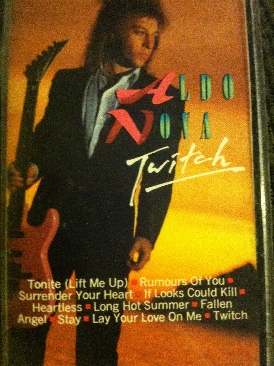 ALDO
NOVA
Twitch
Tonite (Lift Me Up) ▪ Rumours Of You ▪
Surrender Your Heart ▪ If Looks Could Kill ▪
Heartless ▪ Long Hot Summer ▪ Fallen
Angel ▪ Stay ▪ Lay Your Love On Me ▪ Twitch